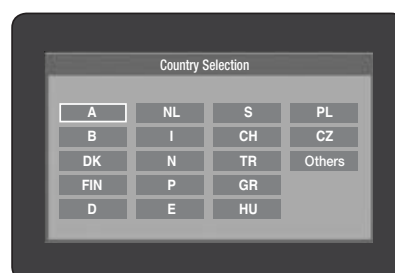 Country Selection
A NL S PL
B I CH CZ
DK N TR Others
FIN P GR
D E HU